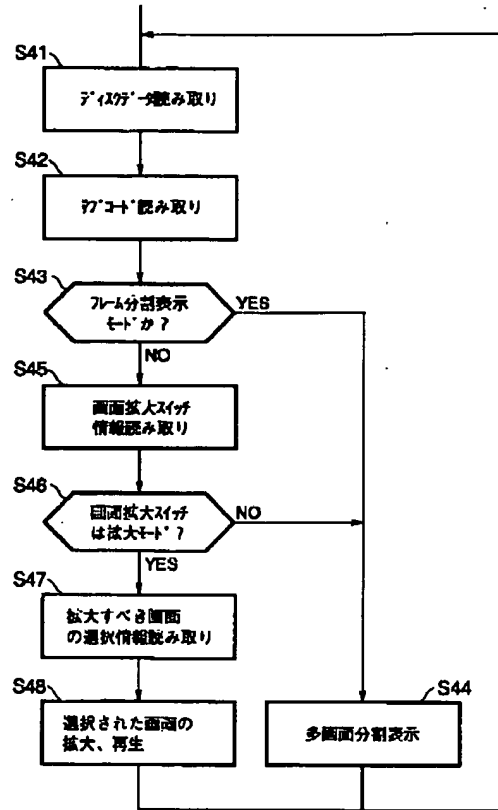 S41
ディスクデータ読み取り
S42
サブコード読み取り
S43
フレーム分割表示
モードか?
YES
NO
S45
画面拡大スイッチ
情報読み取り
S46
画面拡大スイッチ
は拡大モード?
NO
YES
S47
拡大すべき画面
の選択情報読み取り
S48
選択された画面の
拡大、再生
S44
多画面分割表示